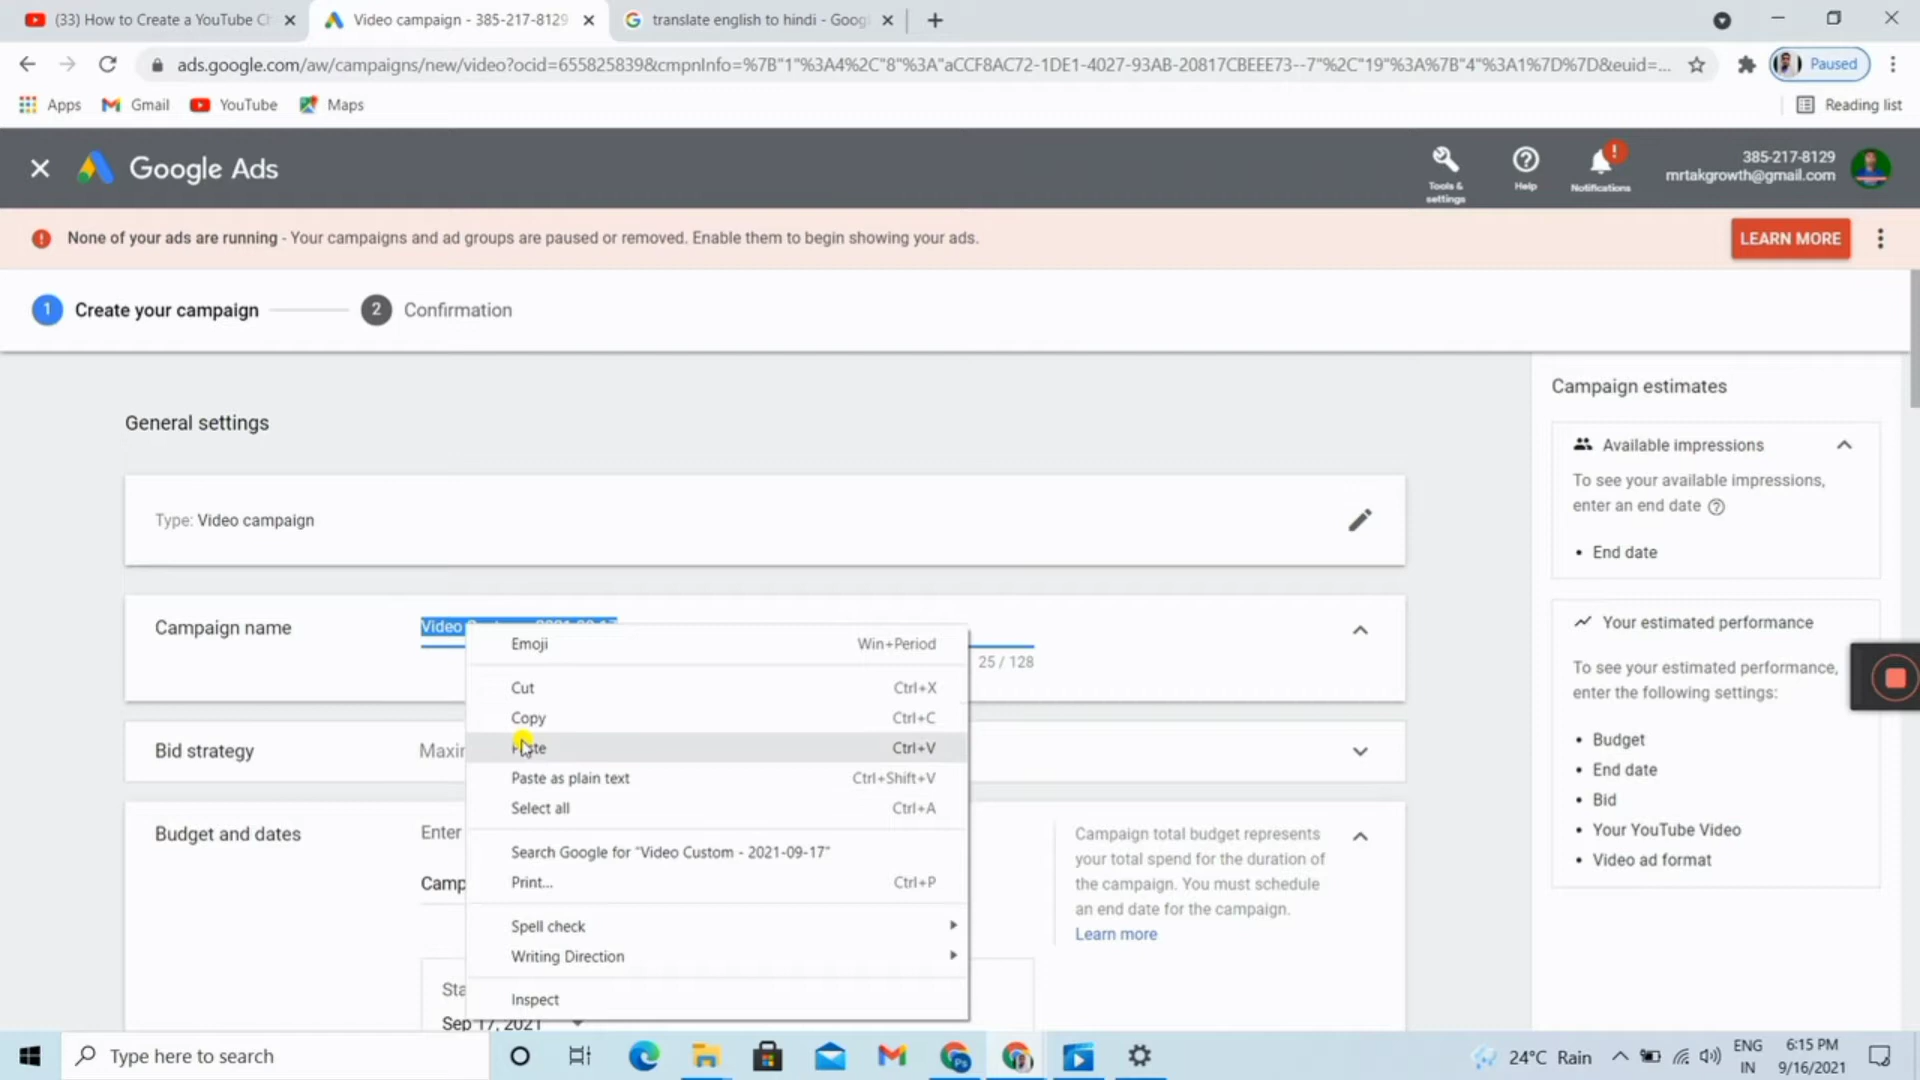 (33) How to Create a YouTube Ch
Video campaign - 385-217-8129
translate english to hindi - Googl
ads.google.com/aw/campaigns/new/video?ocid=655825839&cmpnInfo=%7B"1"%3A4%2C"8"%3A"aCCF8AC72-1DE1-4027-93AB-20817CBEEE73--7"%2C"19"%3A%7B"4"%3A1%7D%7D&euid=...
Paused
Apps
Gmail
YouTube
Maps
Reading list
Google Ads
Tools &
settings
Help
Notifications
385-217-8129
mrtakgrowth@gmail.com
None of your ads are running - Your campaigns and ad groups are paused or removed. Enable them to begin showing your ads.
LEARN MORE
1 Create your campaign
2 Confirmation
General settings
Type: Video campaign
Campaign name
Video
25 / 128
Bid strategy
Budget and dates
Enter
Sep 17, 2021
Campaign total budget represents
your total spend for the duration of
the campaign. You must schedule
an end date for the campaign.
Learn more
Emoji Win+Period
Cut Ctrl+X
Copy Ctrl+C
Paste Ctrl+V
Paste as plain text Ctrl+Shift+V
Select all Ctrl+A
Search Google for "Video Custom - 2021-09-17"
Print... Ctrl+P
Spell check
Writing Direction
Inspect
Campaign estimates
Available impressions
To see your available impressions,
enter an end date
• End date
Your estimated performance
To see your estimated performance,
enter the following settings:
• Budget
• End date
• Bid
• Your YouTube Video
• Video ad format
Type here to search
24°C Rain
ENG
IN
6:15 PM
9/16/2021